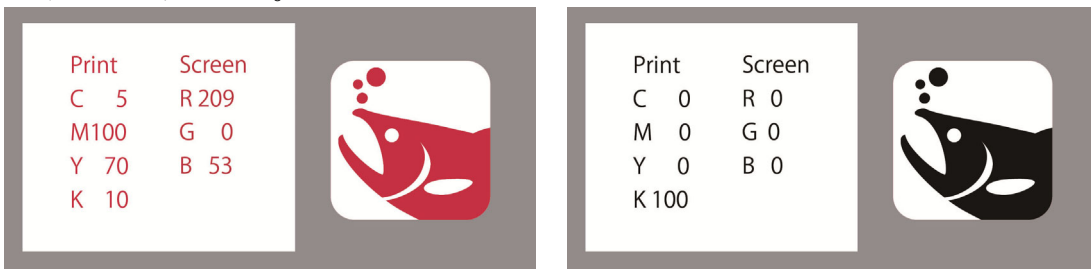 Print Screen
C 5 R 209
M100 G 0
Y 70 B 53
K 10
Print Screen
C 0 R 0
M 0 G 0
Y 0 B 0
K 100